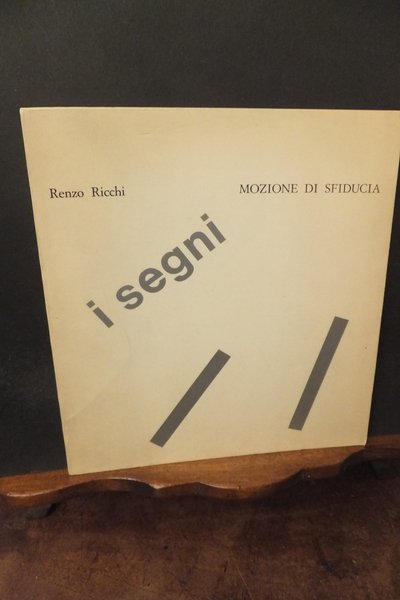 Renzo Ricchi
MOZIONE DI SFIDUCIA
i segni